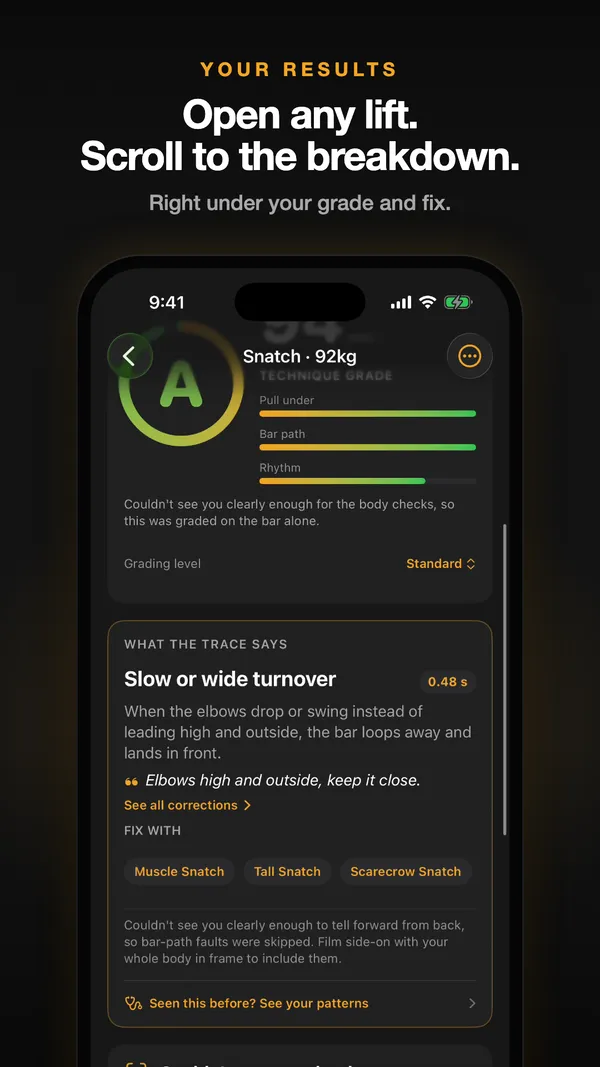 YOUR RESULTS
Open any lift.
Scroll to the breakdown.
Right under your grade and fix.
9:41
Snatch · 92kg
A
TECHNIQUE GRADE
Pull under
Bar path
Rhythm
Couldn't see you clearly enough for the body checks, so
this was graded on the bar alone.
Grading level
Standard
WHAT THE TRACE SAYS
Slow or wide turnover
0.48 s
When the elbows drop or swing instead of
leading high and outside, the bar loops away and
lands in front.
“ Elbows high and outside, keep it close.
See all corrections
FIX WITH
Muscle Snatch
Tall Snatch
Scarecrow Snatch
Couldn't see you clearly enough to tell forward from back,
so bar-path faults were skipped. Film side-on with your
whole body in frame to include them.
Seen this before? See your patterns